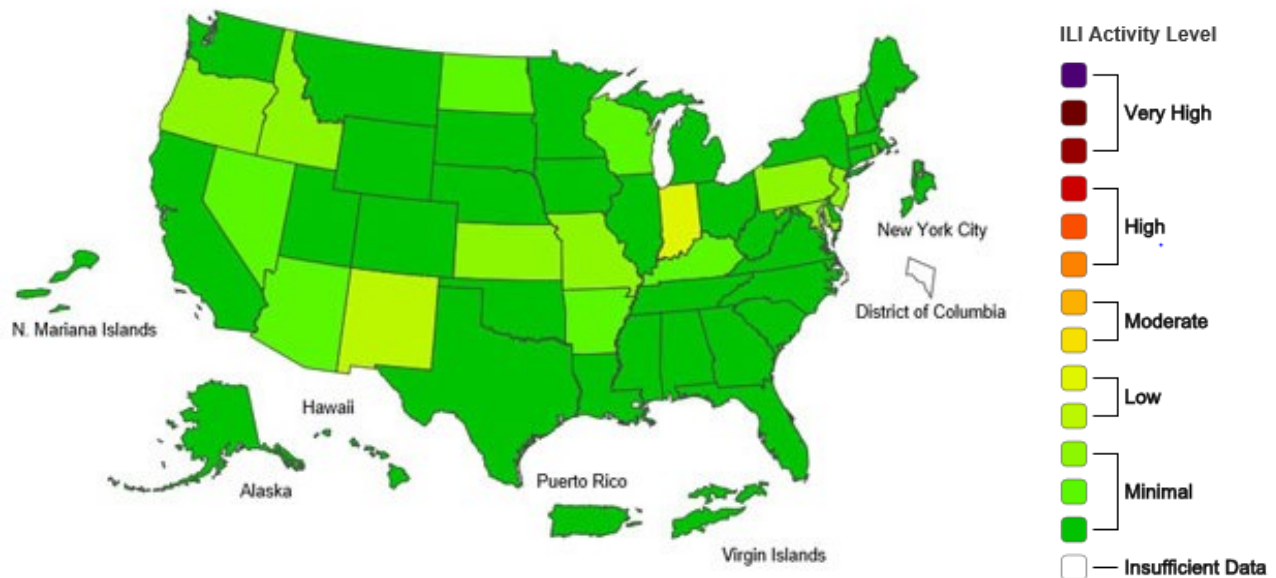 ILI Activity Level
Very High
High
Moderate
Low
Minimal
Insufficient Data
New York City
District of Columbia
N. Mariana Islands
Hawaii
Alaska
Puerto Rico
Virgin Islands